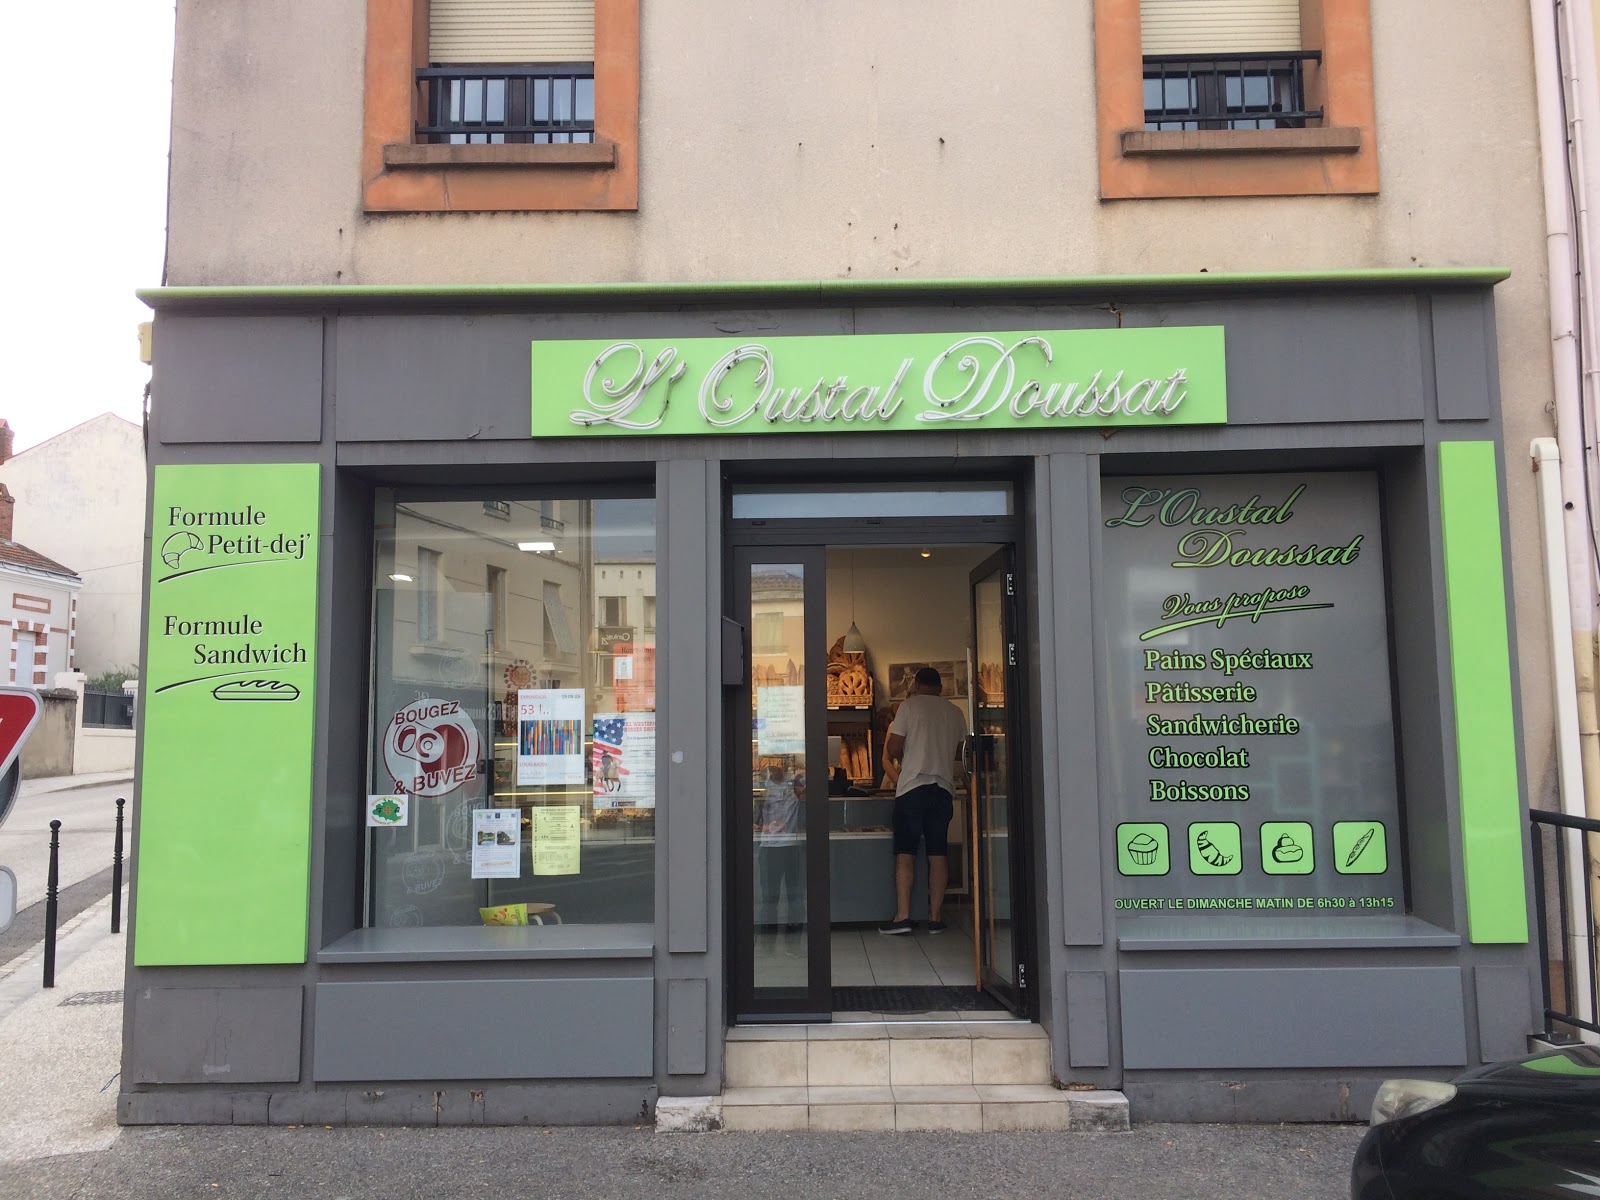 L'Oustal Doussat
Formule
Petit-dej'
Formule
Sandwich
BOUGEZ
& BUVEZ
53 !..
L'Oustal
Doussat
Vous propose
Pains Spéciaux
Pâtisserie
Sandwicherie
Chocolat
Boissons
OUVERT LE DIMANCHE MATIN DE 6h30 à 13h15